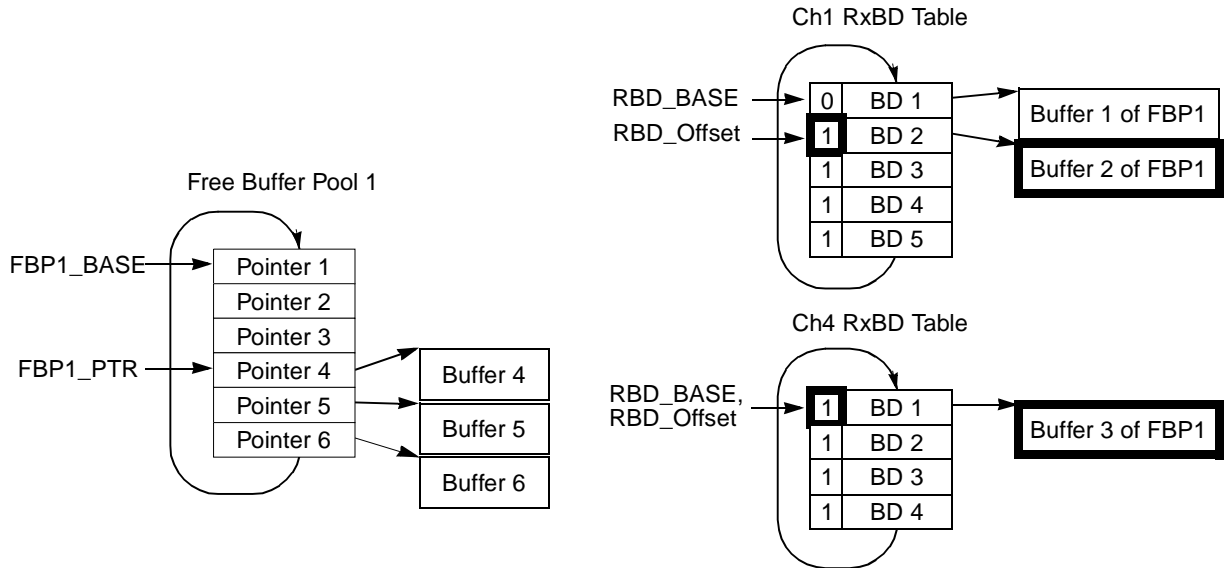 Free Buffer Pool 1
FBP1_BASE
Pointer 1
Pointer 2
Pointer 3
FBP1_PTR
Pointer 4
Pointer 5
Pointer 6
Buffer 4
Buffer 5
Buffer 6
Ch1 RxBD Table
RBD_BASE
0 BD 1
RBD_Offset
1 BD 2
1 BD 3
1 BD 4
1 BD 5
Buffer 1 of FBP1
Buffer 2 of FBP1
Ch4 RxBD Table
RBD_BASE,
RBD_Offset
1 BD 1
1 BD 2
1 BD 3
1 BD 4
Buffer 3 of FBP1